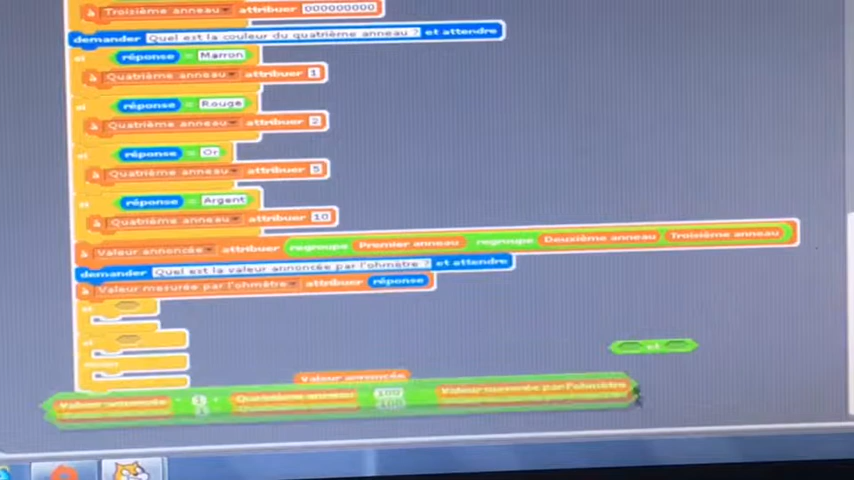 à Troisième anneau attribuer 000000000
demander Quel est la couleur du quatrième anneau ? et attendre
si réponse = Marron
à Quatrième anneau attribuer 1
si réponse = Rouge
à Quatrième anneau attribuer 2
si réponse = Or
à Quatrième anneau attribuer 5
si réponse = Argent
à Quatrième anneau attribuer 10
à Valeur annoncée attribuer regroupe Premier anneau regroupe Deuxième anneau Troisième anneau
demander Quel est la valeur annoncée par l'ohmètre ? et attendre
à Valeur mesurée par l'ohmètre attribuer réponse
si
si
sinon
et
Valeur annoncée
Valeur annoncée * 1 + Quatrième anneau 100 Valeur mesurée par l'ohmètre